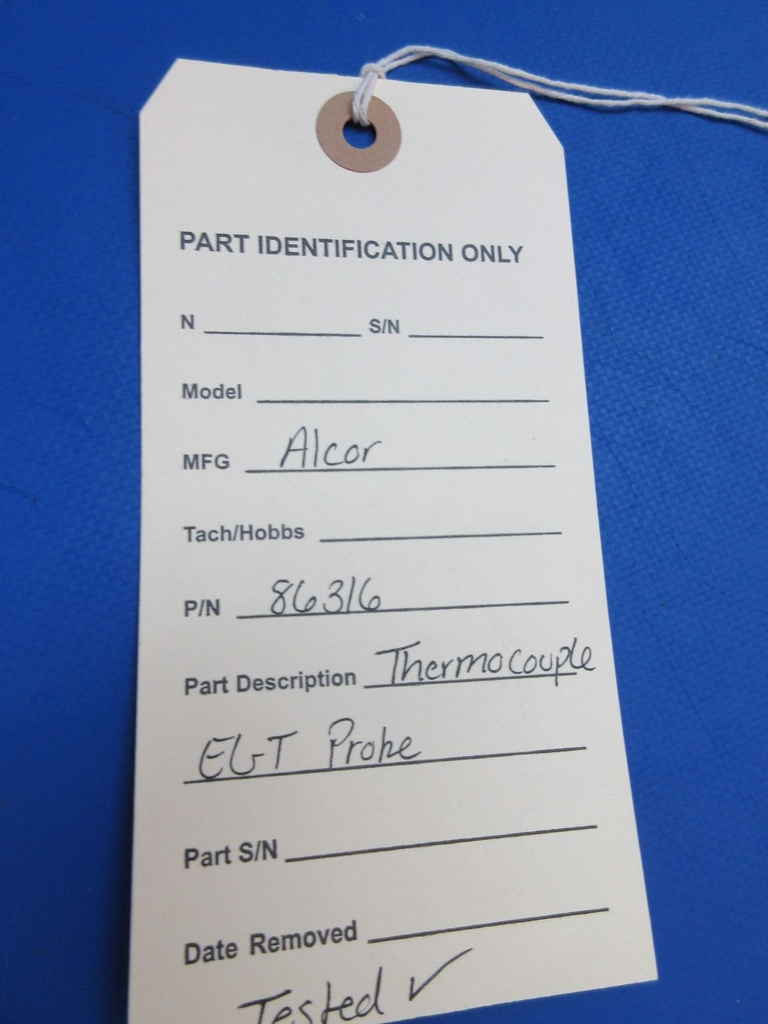 PART IDENTIFICATION ONLY
N S/N
Model
MFG Alcor
Tach/Hobbs
P/N 86316
Part Description Thermocouple
EGT Probe
Part S/N
Date Removed
Tested ✓